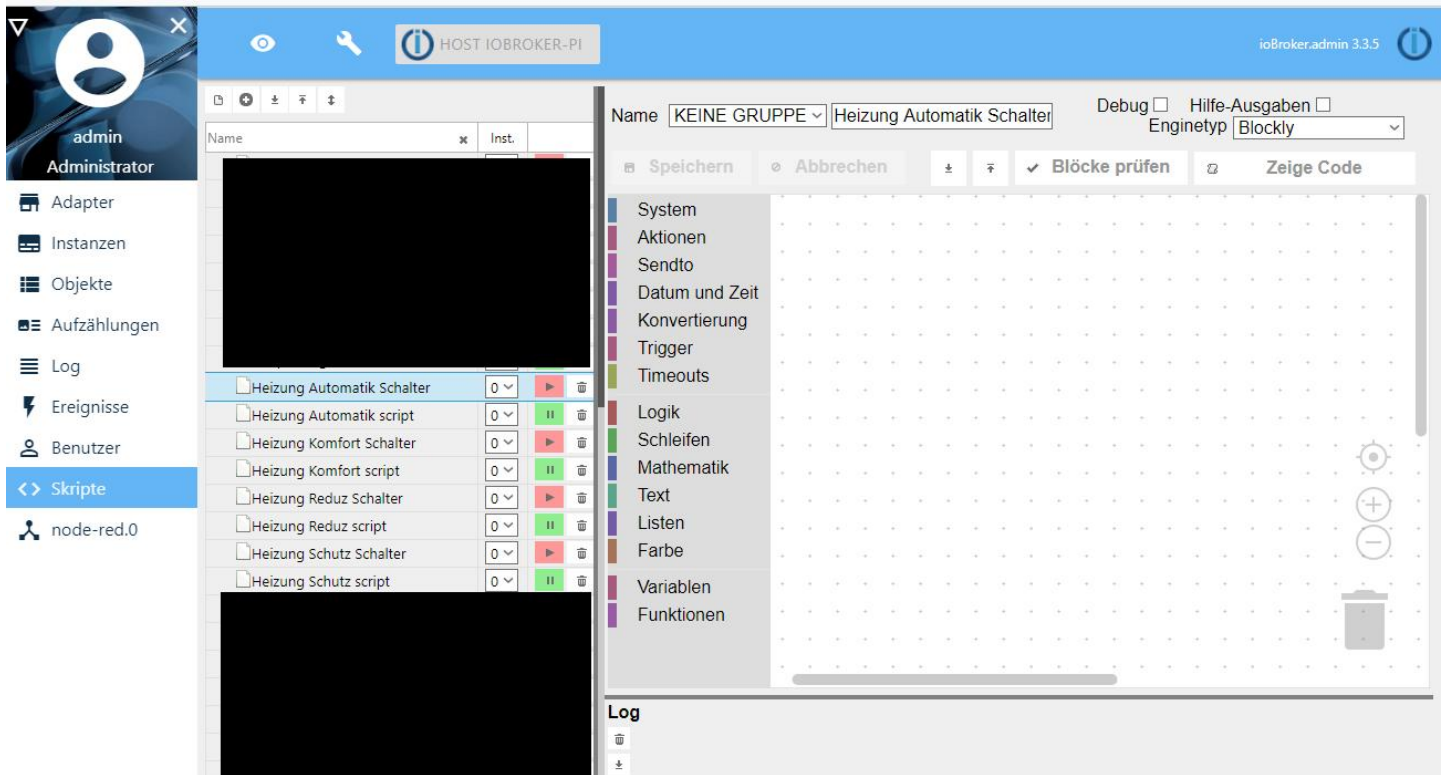 HOST IOBROKER-PI
ioBroker.admin 3.3.5
admin
Administrator
Adapter
Instanzen
Objekte
Aufzählungen
Log
Ereignisse
Benutzer
Skripte
node-red.0
Name
Inst.
Heizung Automatik Schalter 0
Heizung Automatik script 0
Heizung Komfort Schalter 0
Heizung Komfort script 0
Heizung Reduz Schalter 0
Heizung Reduz script 0
Heizung Schutz Schalter 0
Heizung Schutz script 0
Name KEINE GRUPPE Heizung Automatik Schalter
Debug Hilfe-Ausgaben
Enginetyp Blockly
Speichern Abbrechen Blöcke prüfen Zeige Code
System
Aktionen
Sendto
Datum und Zeit
Konvertierung
Trigger
Timeouts
Logik
Schleifen
Mathematik
Text
Listen
Farbe
Variablen
Funktionen
Log